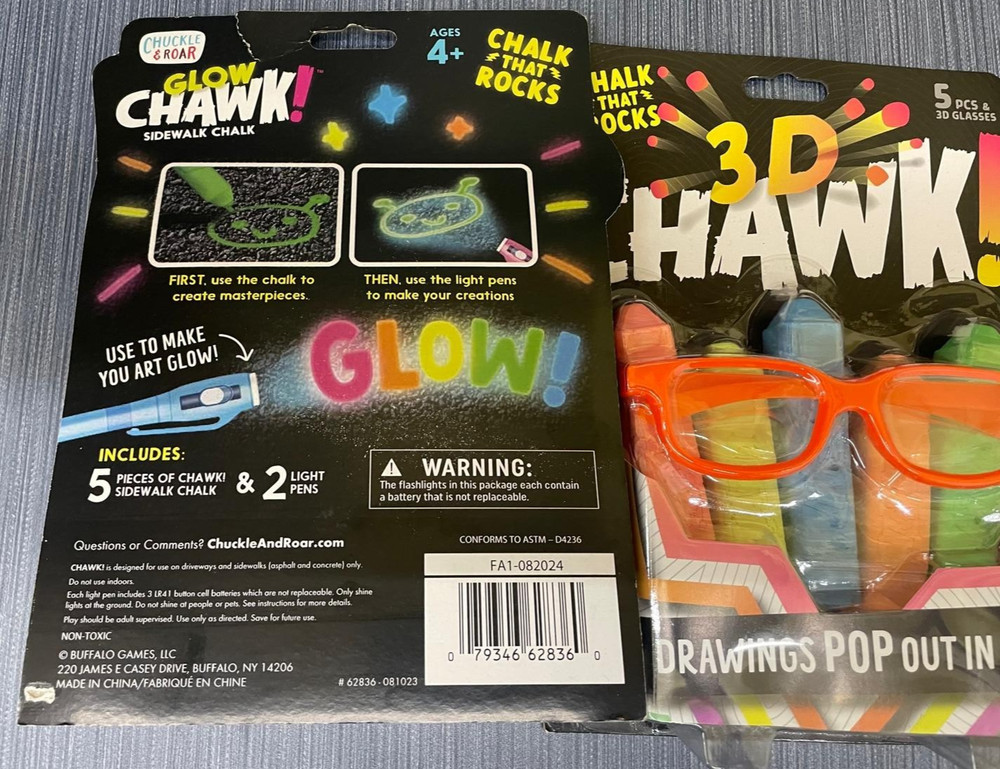 CHUCKLE
& ROAR
GLOW
CHAWK!™
SIDEWALK CHALK
AGES
4+
CHALK
THAT
ROCKS
FIRST, use the chalk to
create masterpieces.
THEN, use the light pens
to make your creations
USE TO MAKE
YOU ART GLOW!
GLOW!
INCLUDES:
5 PIECES OF CHAWK!
SIDEWALK CHALK
& 2 LIGHT
PENS
WARNING:
The flashlights in this package each contain
a battery that is not replaceable.
Questions or Comments? ChuckleAndRoar.com
CONFORMS TO ASTM – D4236
CHAWK! is designed for use on driveways and sidewalks (asphalt and concrete) only.
Do not use indoors.
Each light pen includes 3 LR41 button cell batteries which are not replaceable. Only shine
lights at the ground. Do not shine at people or pets. See instructions for more details.
Play should be adult supervised. Use only as directed. Save for future use.
NON-TOXIC
© BUFFALO GAMES, LLC
220 JAMES E CASEY DRIVE, BUFFALO, NY 14206
MADE IN CHINA/FABRIQUÉ EN CHINE
# 62836 - 081023
FA1-082024
0 79346 62836 0
HALK
THAT
OCKS
5 PCS &
3D GLASSES
3D
HAWK!
DRAWINGS POP OUT IN